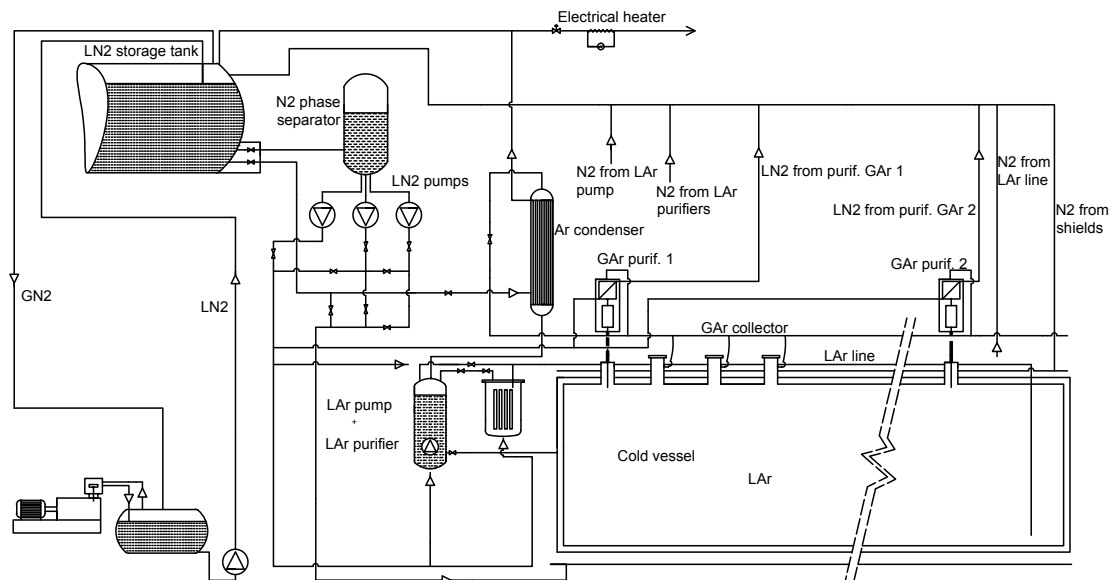 Electrical heater
LN2 storage tank
N2 phase
separator
LN2 pumps
N2 from LAr
pump
N2 from LAr
purifiers
LN2 from purif. GAr 1
LN2 from purif. GAr 2
N2 from
LAr line
N2 from
shields
Ar condenser
GAr purif. 1
GAr purif. 2
GN2
LN2
GAr collector
LAr line
LAr pump
+
LAr purifier
Cold vessel
LAr